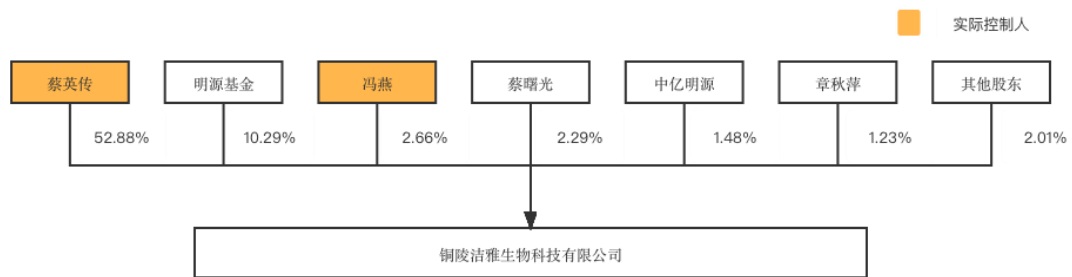 实际控制人
蔡英传 明源基金 冯燕 蔡曙光 中亿明源 章秋萍 其他股东
52.88% 10.29% 2.66% 2.29% 1.48% 1.23% 2.01%
铜陵洁雅生物科技有限公司